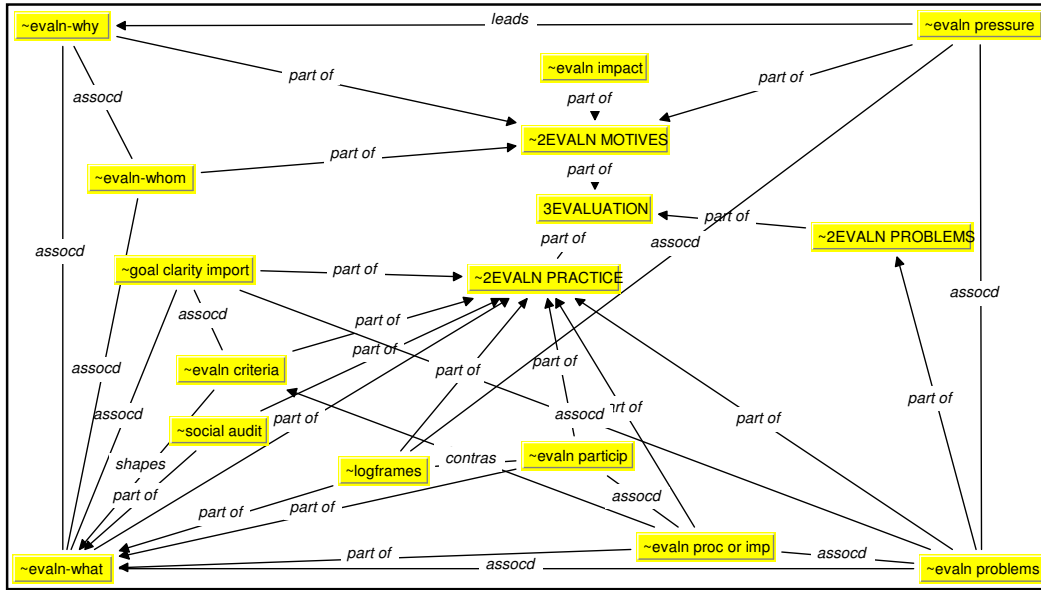 ~evaln-why
leads
~evaln pressure
part of
~evaln impact
part of
assocd
part of
~2EVALN MOTIVES
part of
~evaln-whom
part of
3EVALUATION
part of
~2EVALN PROBLEMS
assocd
part of
assocd
~goal clarity import
part of
~2EVALN PRACTICE
assocd
assocd
part of
part of
~evaln criteria
assocd
part of
part of
assocd
part of
assocd
part of
part of
~social audit
shapes
~logframes
contras
~evaln particip
part of
part of
part of
assocd
~evaln proc or imp
part of
assocd
~evaln-what
assocd
~evaln problems